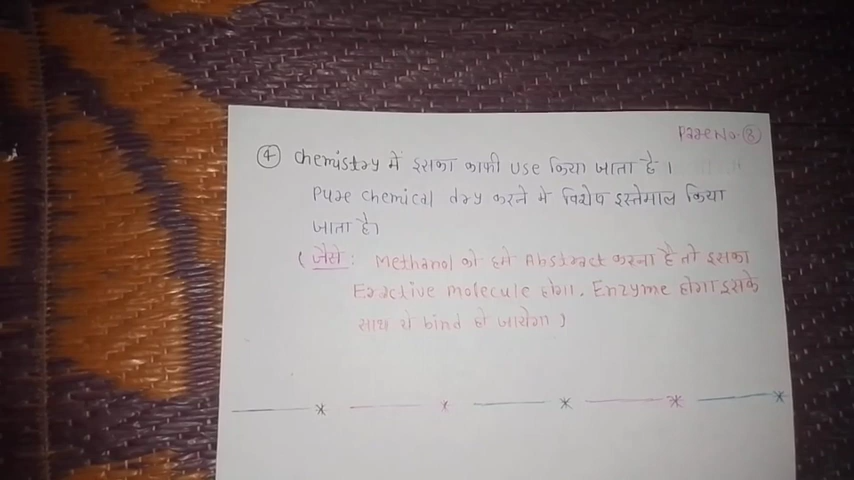 Page No. 3
4 chemistry में इसका काफी use किया जाता है।
Pure chemical dry करने मे विशेष इस्तेमाल किया
जाता है।
(जैसे: Methanol को हमे Abstract करना है तो इसका
Eractive molecule होगा. Enzyme होगा इसके
साथ ये bind हो जायेगा)